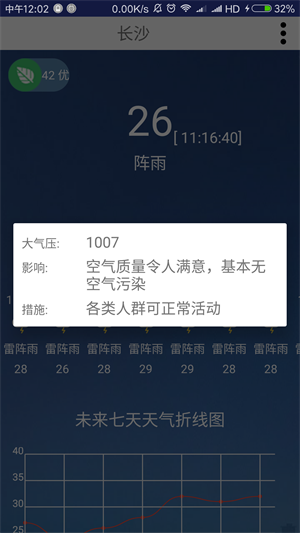 中午12:02 0.00K/s HD 32%
长沙
42 优
26 [ 11:16:40]
阵雨
大气压: 1007
影响: 空气质量令人满意，基本无
空气污染
措施: 各类人群可正常活动
雷阵雨 雷阵雨 雷阵雨 雷阵雨 雷阵雨 雷阵雨 雷阵雨
28 26 28 29 29 28
未来七天天气折线图
40
35
30
25